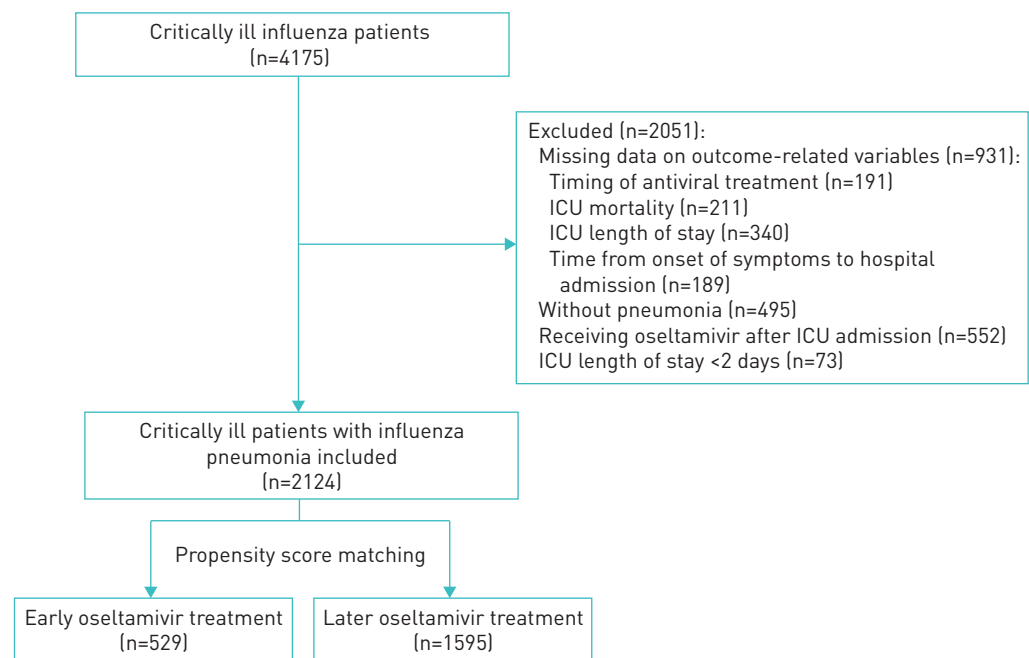 Critically ill influenza patients
(n=4175)
Excluded (n=2051):
Missing data on outcome-related variables (n=931):
Timing of antiviral treatment (n=191)
ICU mortality (n=211)
ICU length of stay (n=340)
Time from onset of symptoms to hospital
admission (n=189)
Without pneumonia (n=495)
Receiving oseltamivir after ICU admission (n=552)
ICU length of stay <2 days (n=73)
Critically ill patients with influenza
pneumonia included
(n=2124)
Propensity score matching
Early oseltamivir treatment
(n=529)
Later oseltamivir treatment
(n=1595)